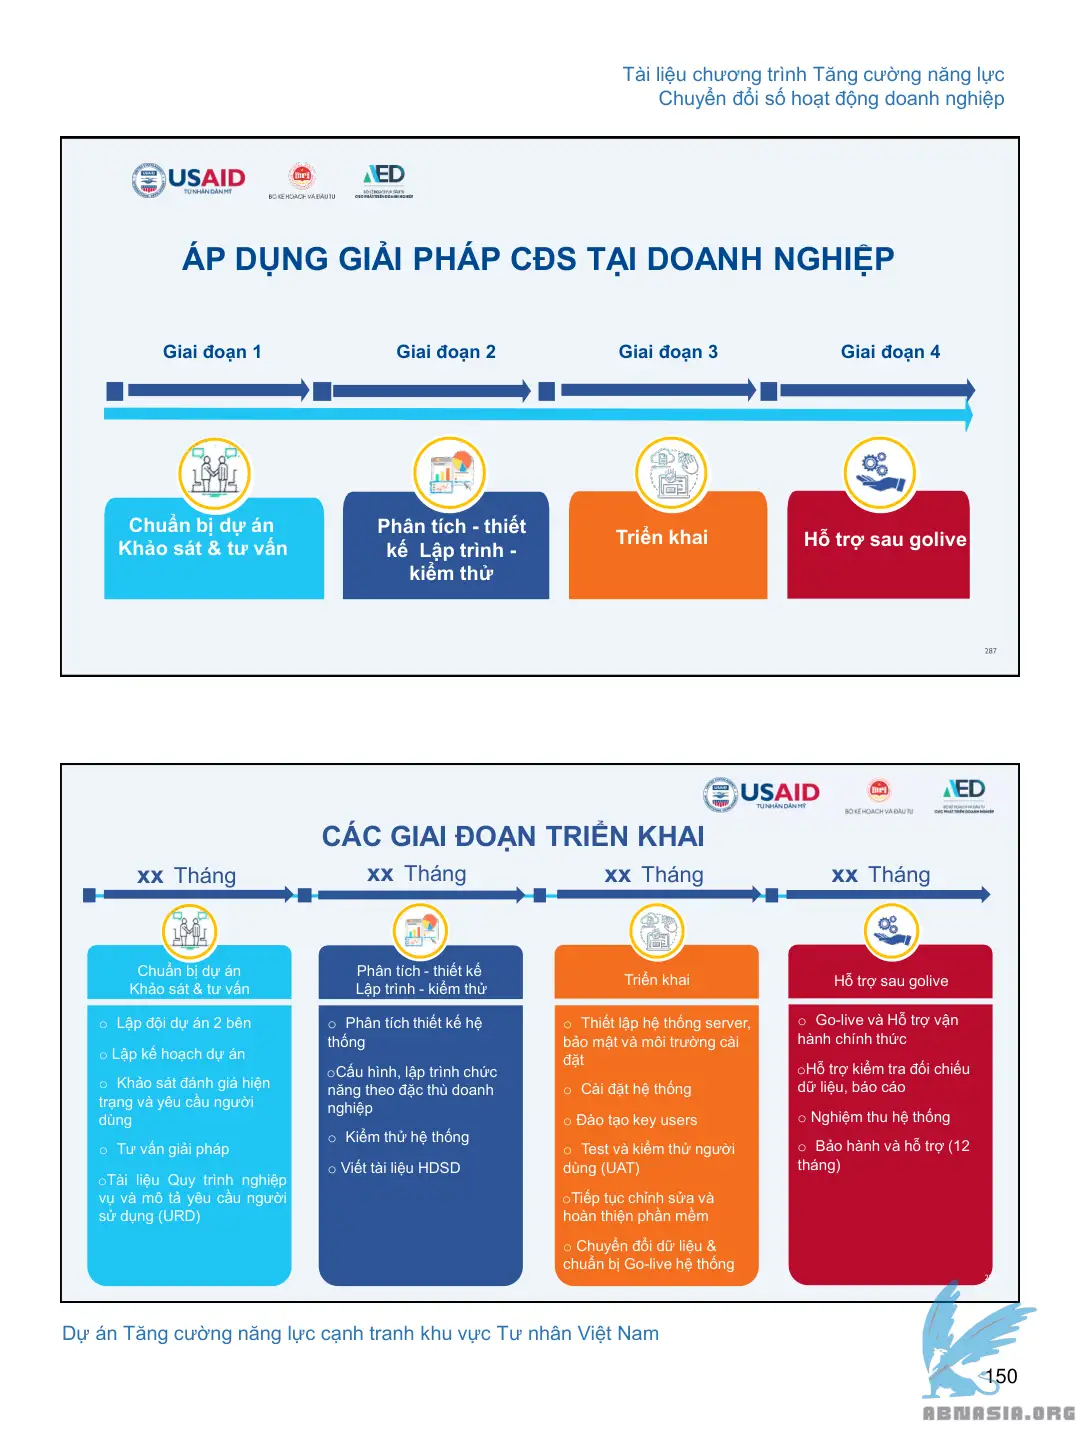 Tài liệu chương trình Tăng cường năng lực
Chuyển đổi số hoạt động doanh nghiệp
USAID
TỪ NHÂN DÂN MỸ
BỘ KẾ HOẠCH VÀ ĐẦU TƯ
AED
CỤC PHÁT TRIỂN DOANH NGHIỆP
ÁP DỤNG GIẢI PHÁP CĐS TẠI DOANH NGHIỆP
Giai đoạn 1
Giai đoạn 2
Giai đoạn 3
Giai đoạn 4
Chuẩn bị dự án
Khảo sát & tư vấn
Phân tích - thiết
kế Lập trình -
kiểm thử
Triển khai
Hỗ trợ sau golive
287
USAID
TỪ NHÂN DÂN MỸ
BỘ KẾ HOẠCH VÀ ĐẦU TƯ
AED
CỤC PHÁT TRIỂN DOANH NGHIỆP
CÁC GIAI ĐOẠN TRIỂN KHAI
xx Tháng
xx Tháng
xx Tháng
xx Tháng
Chuẩn bị dự án
Khảo sát & tư vấn
o Lập đội dự án 2 bên
o Lập kế hoạch dự án
o Khảo sát đánh giá hiện
trạng và yêu cầu người
dùng
o Tư vấn giải pháp
oTài liệu Quy trình nghiệp
vụ và mô tả yêu cầu người
sử dụng (URD)
Phân tích - thiết kế
Lập trình - kiểm thử
o Phân tích thiết kế hệ
thống
oCấu hình, lập trình chức
năng theo đặc thù doanh
nghiệp
o Kiểm thử hệ thống
o Viết tài liệu HDSD
Triển khai
o Thiết lập hệ thống server,
bảo mật và môi trường cài
đặt
o Cài đặt hệ thống
o Đào tạo key users
o Test và kiểm thử người
dùng (UAT)
oTiếp tục chỉnh sửa và
hoàn thiện phần mềm
o Chuyển đổi dữ liệu &
chuẩn bị Go-live hệ thống
Hỗ trợ sau golive
o Go-live và Hỗ trợ vận
hành chính thức
oHỗ trợ kiểm tra đối chiếu
dữ liệu, báo cáo
o Nghiệm thu hệ thống
o Bảo hành và hỗ trợ (12
tháng)
Dự án Tăng cường năng lực cạnh tranh khu vực Tư nhân Việt Nam
150
ABNASIA.ORG